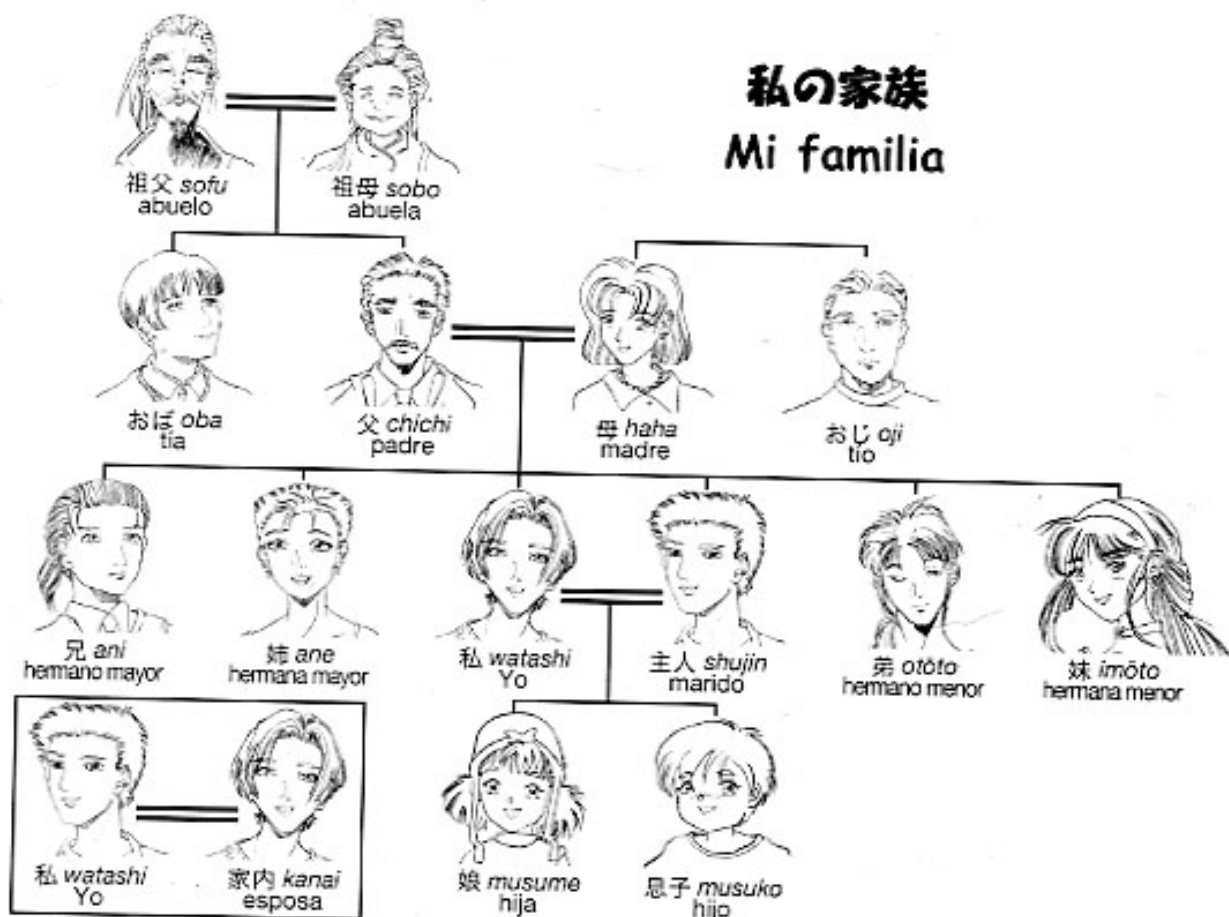 私の家族
Mi familia
祖父 sofu
abuelo
祖母 sobo
abuela
おば oba
tía
父 chichi
padre
母 haha
madre
おじ oji
tío
兄 ani
hermano mayor
姉 ane
hermana mayor
私 watashi
Yo
主人 shujin
marido
弟 otōto
hermano menor
妹 imōto
hermana menor
私 watashi
Yo
家内 kanai
esposa
娘 musume
hija
息子 musuko
hijo